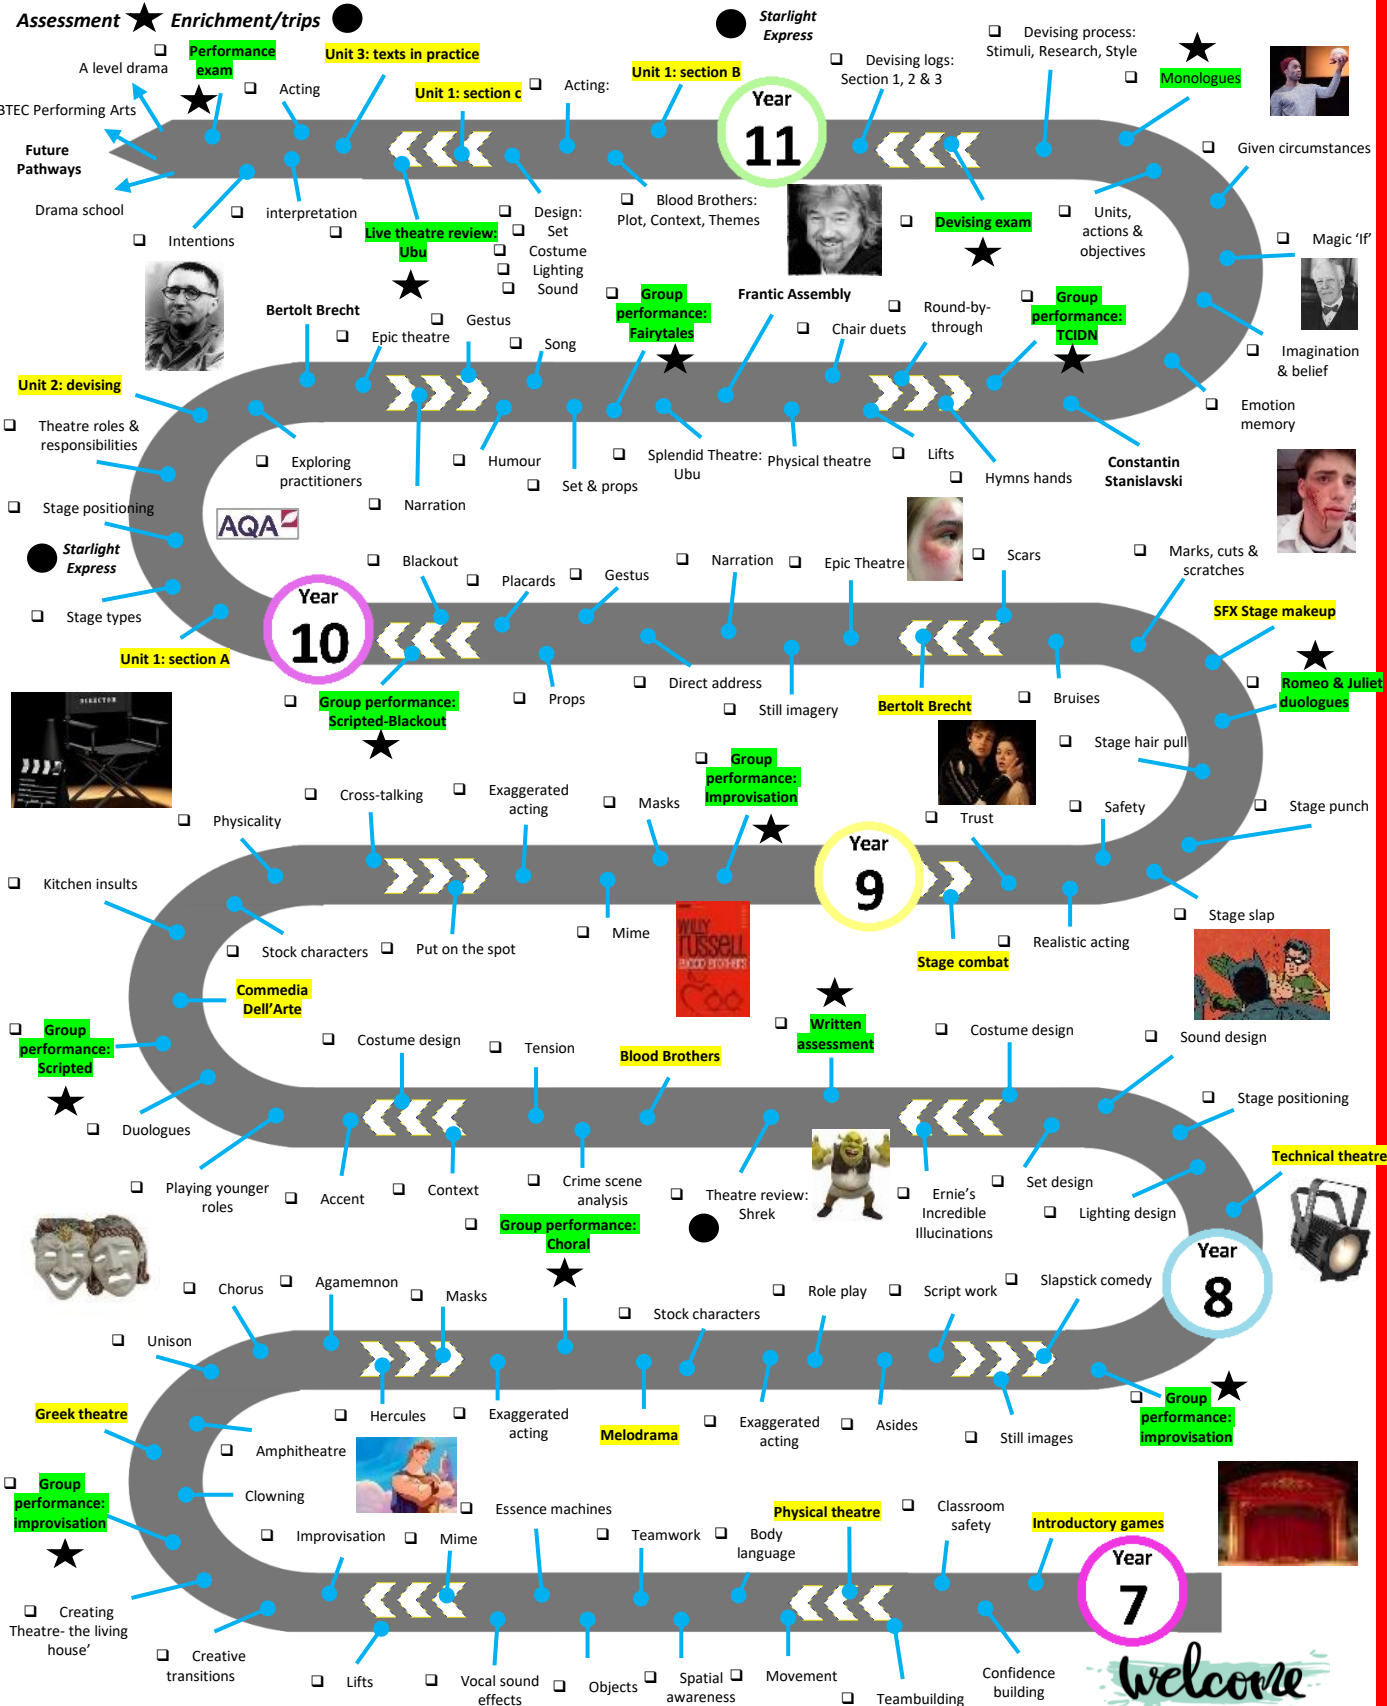 Assessment
Enrichment/trips
Starlight
Express
A level drama
BTEC Performing Arts
Future
Pathways
Drama school
Performance
exam
Acting
Unit 3: texts in practice
Unit 1: section c
Acting:
Unit 1: section B
Year
11
Devising logs:
Section 1, 2 & 3
Devising process:
Stimuli, Research, Style
Monologues
Given circumstances
Intentions
interpretation
Live theatre review:
Ubu
Design:
Set
Costume
Lighting
Sound
Blood Brothers:
Plot, Context, Themes
Devising exam
Units,
actions &
objectives
Magic ‘If’
Imagination
& belief
Emotion
memory
Bertolt Brecht
Epic theatre
Gestus
Song
Group
performance:
Fairytales
Frantic Assembly
Chair duets
Round-by-
through
Group
performance:
TCIDN
Unit 2: devising
Theatre roles &
responsibilities
Exploring
practitioners
Narration
Humour
Set & props
Splendid Theatre:
Ubu
Physical theatre
Lifts
Hymns hands
Constantin
Stanislavski
Stage positioning
AQA
Starlight
Express
Stage types
Unit 1: section A
Year
10
Blackout
Placards
Gestus
Narration
Epic Theatre
Scars
Marks, cuts &
scratches
SFX Stage makeup
Romeo & Juliet
duologues
Group performance:
Scripted-Blackout
Props
Direct address
Still imagery
Bertolt Brecht
Bruises
Stage hair pull
DIRECTOR
Physicality
Cross-talking
Exaggerated
acting
Masks
Group
performance:
Improvisation
Year
9
Trust
Safety
Stage punch
Kitchen insults
Stock characters
Put on the spot
Mime
WILLY
RUSSELL
BLOOD BROTHERS
Stage combat
Realistic acting
Stage slap
Commedia
Dell’Arte
Group
performance:
Scripted
Duologues
Costume design
Tension
Blood Brothers
Written
assessment
Costume design
Sound design
Stage positioning
Technical theatre
Playing younger
roles
Accent
Context
Crime scene
analysis
Theatre review:
Shrek
Ernie’s
Incredible
Illucinations
Set design
Lighting design
Year
8
Group performance:
Choral
Unison
Chorus
Agamemnon
Masks
Stock characters
Role play
Script work
Slapstick comedy
Greek theatre
Amphitheatre
Hercules
Exaggerated
acting
Melodrama
Exaggerated
acting
Asides
Still images
Group
performance:
improvisation
Group
performance:
improvisation
Clowning
Improvisation
Mime
Essence machines
Teamwork
Body
language
Physical theatre
Classroom
safety
Introductory games
Year
7
Creating
Theatre- the living
house’
Creative
transitions
Lifts
Vocal sound
effects
Objects
Spatial
awareness
Movement
Teambuilding
Confidence
building
welcome